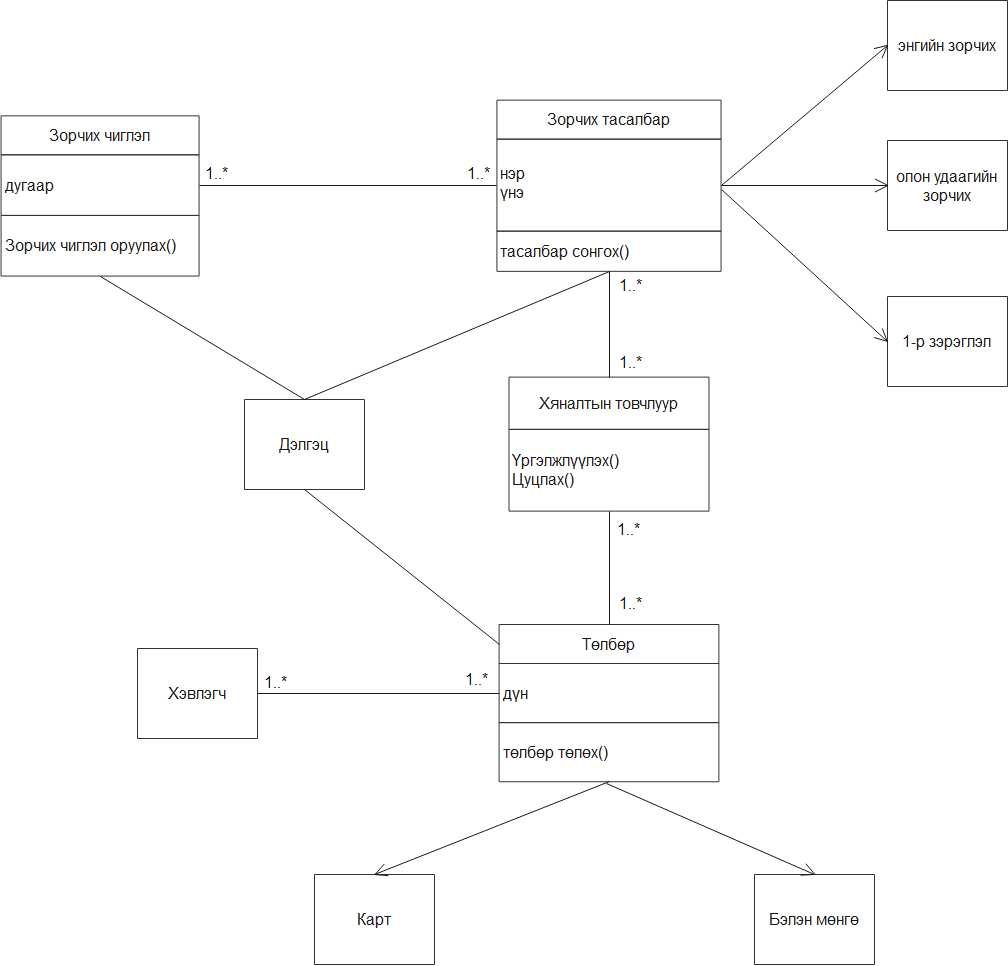 энгийн зорчих
Зорчих чиглэл
дугаар
Зорчих чиглэл оруулах()
1..*
1..*
Зорчих тасалбар
нэр
үнэ
тасалбар сонгох()
олон удаагийн
зорчих
1-р зэрэглэл
1..*
1..*
Дэлгэц
Хяналтын товчлуур
Үргэлжлүүлэх()
Цуцлах()
1..*
1..*
Хэвлэгч
1..*
1..*
Төлбөр
дүн
төлбөр төлөх()
Карт
Бэлэн мөнгө